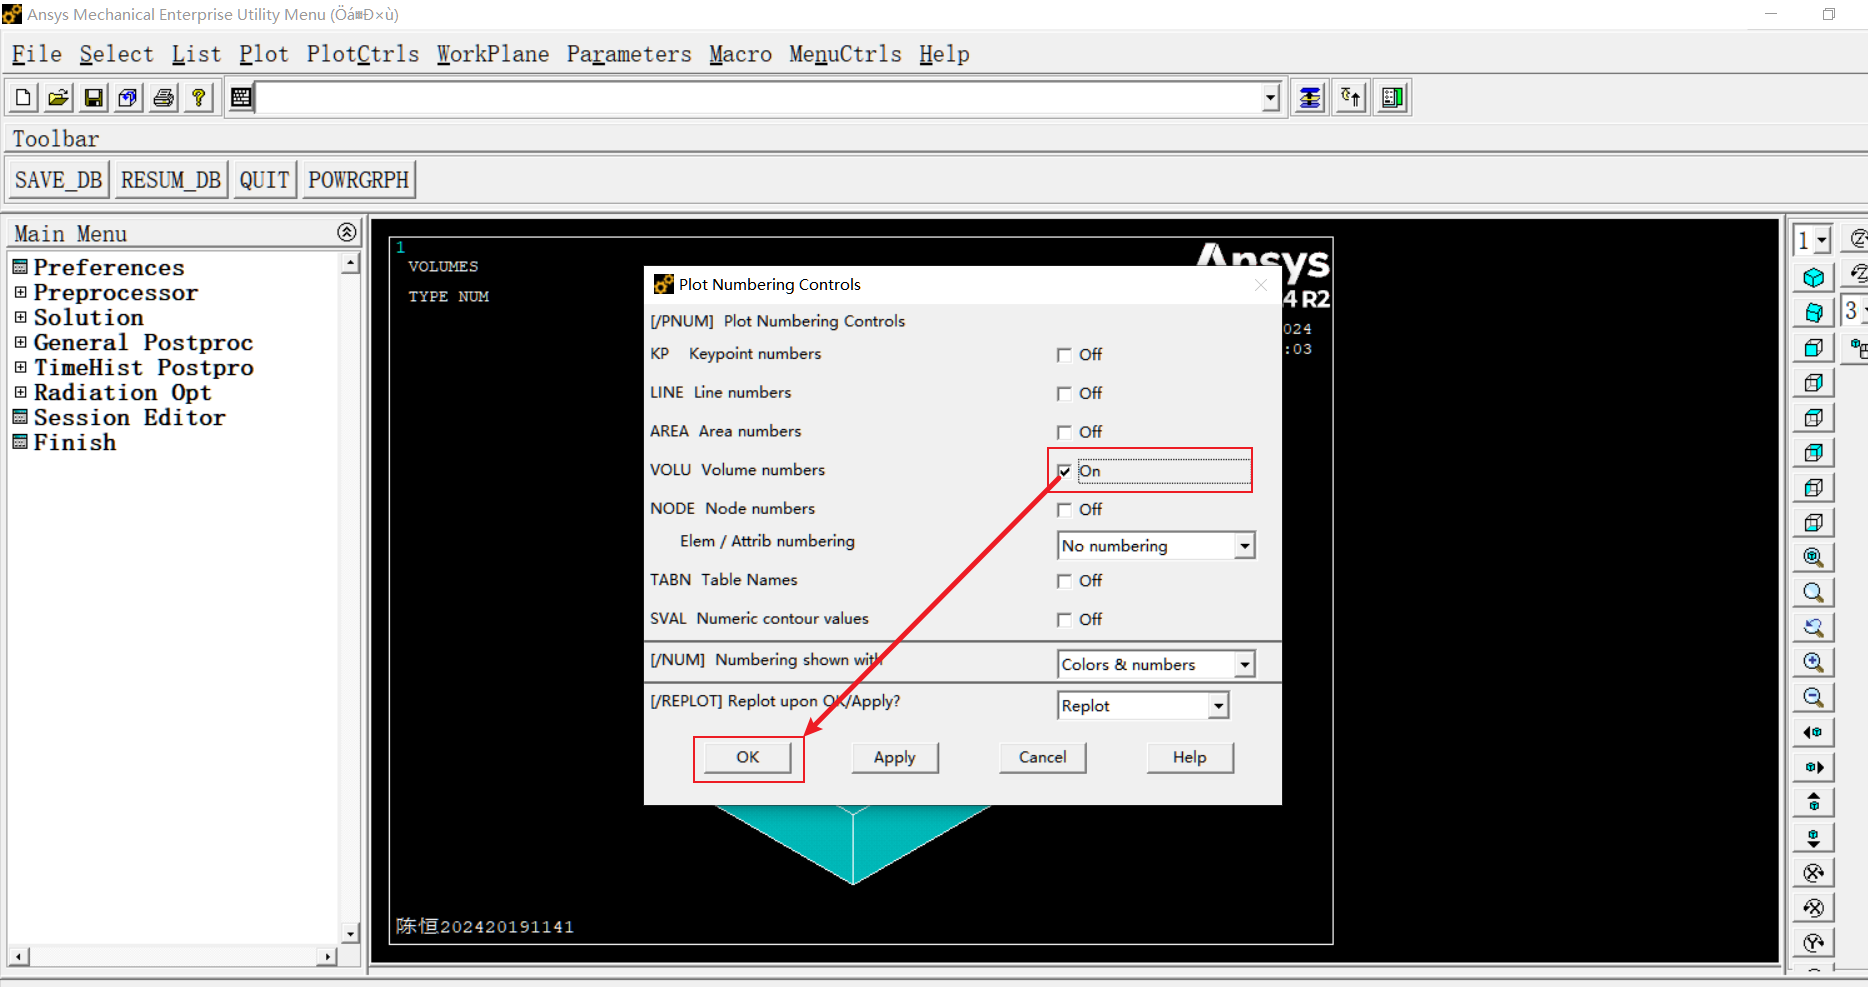 Ansys Mechanical Enterprise Utility Menu (Öá¤Ð×ù)
File Select List Plot PlotCtrls WorkPlane Parameters Macro MenuCtrls Help
Toolbar
SAVE_DB RESUM_DB QUIT POWRGRPH
Main Menu
Preferences
Preprocessor
Solution
General Postproc
TimeHist Postpro
Radiation Opt
Session Editor
Finish
1
VOLUMES
TYPE NUM
Ansys
4 R2
024
:03
Plot Numbering Controls
[/PNUM] Plot Numbering Controls
KP Keypoint numbers Off
LINE Line numbers Off
AREA Area numbers Off
VOLU Volume numbers On
NODE Node numbers Off
Elem / Attrib numbering No numbering
TABN Table Names Off
SVAL Numeric contour values Off
[/NUM] Numbering shown with Colors & numbers
[/REPLOT] Replot upon OK/Apply? Replot
OK Apply Cancel Help
陈恒202420191141
1
3